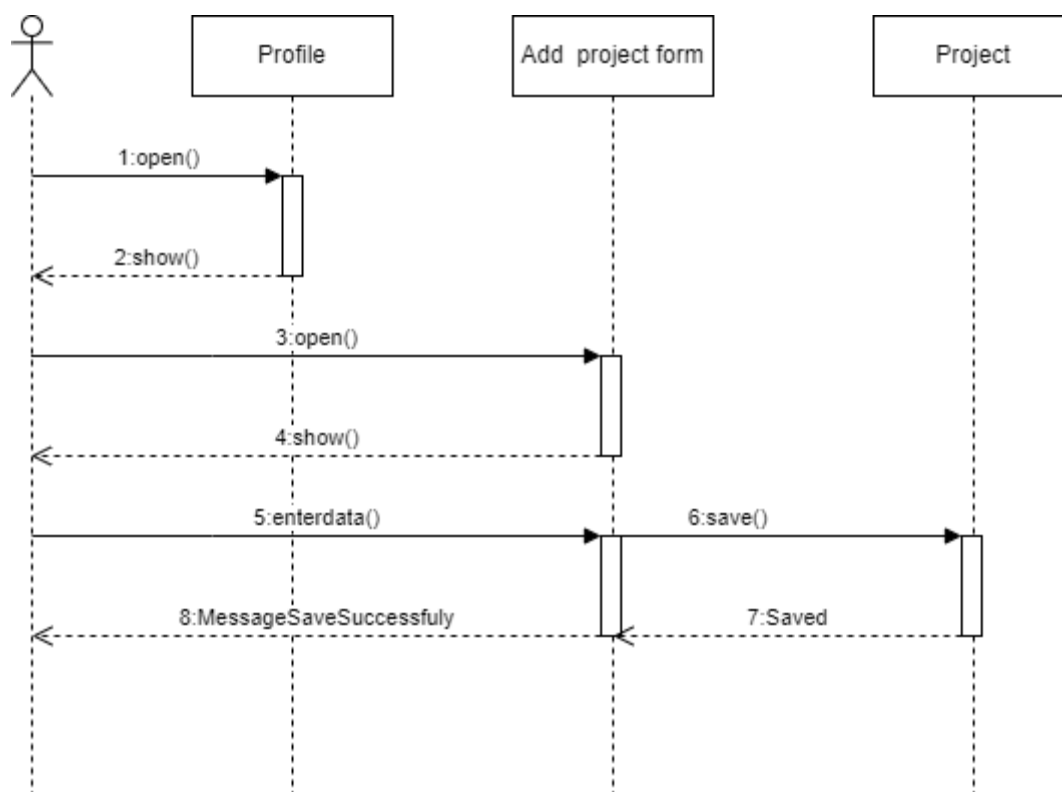 Profile
Add project form
Project
1:open()
2:show()
3:open()
4:show()
5:enterdata()
6:save()
8:MessageSaveSuccessfuly
7:Saved